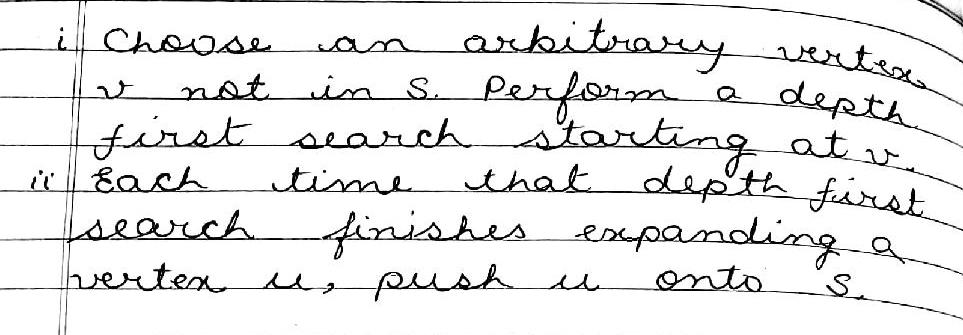 i Choose an arbitrary vertex
v not in S. Perform a depth
first search starting at v.
ii Each time that depth first
search finishes expanding a
vertex u, push u onto S.